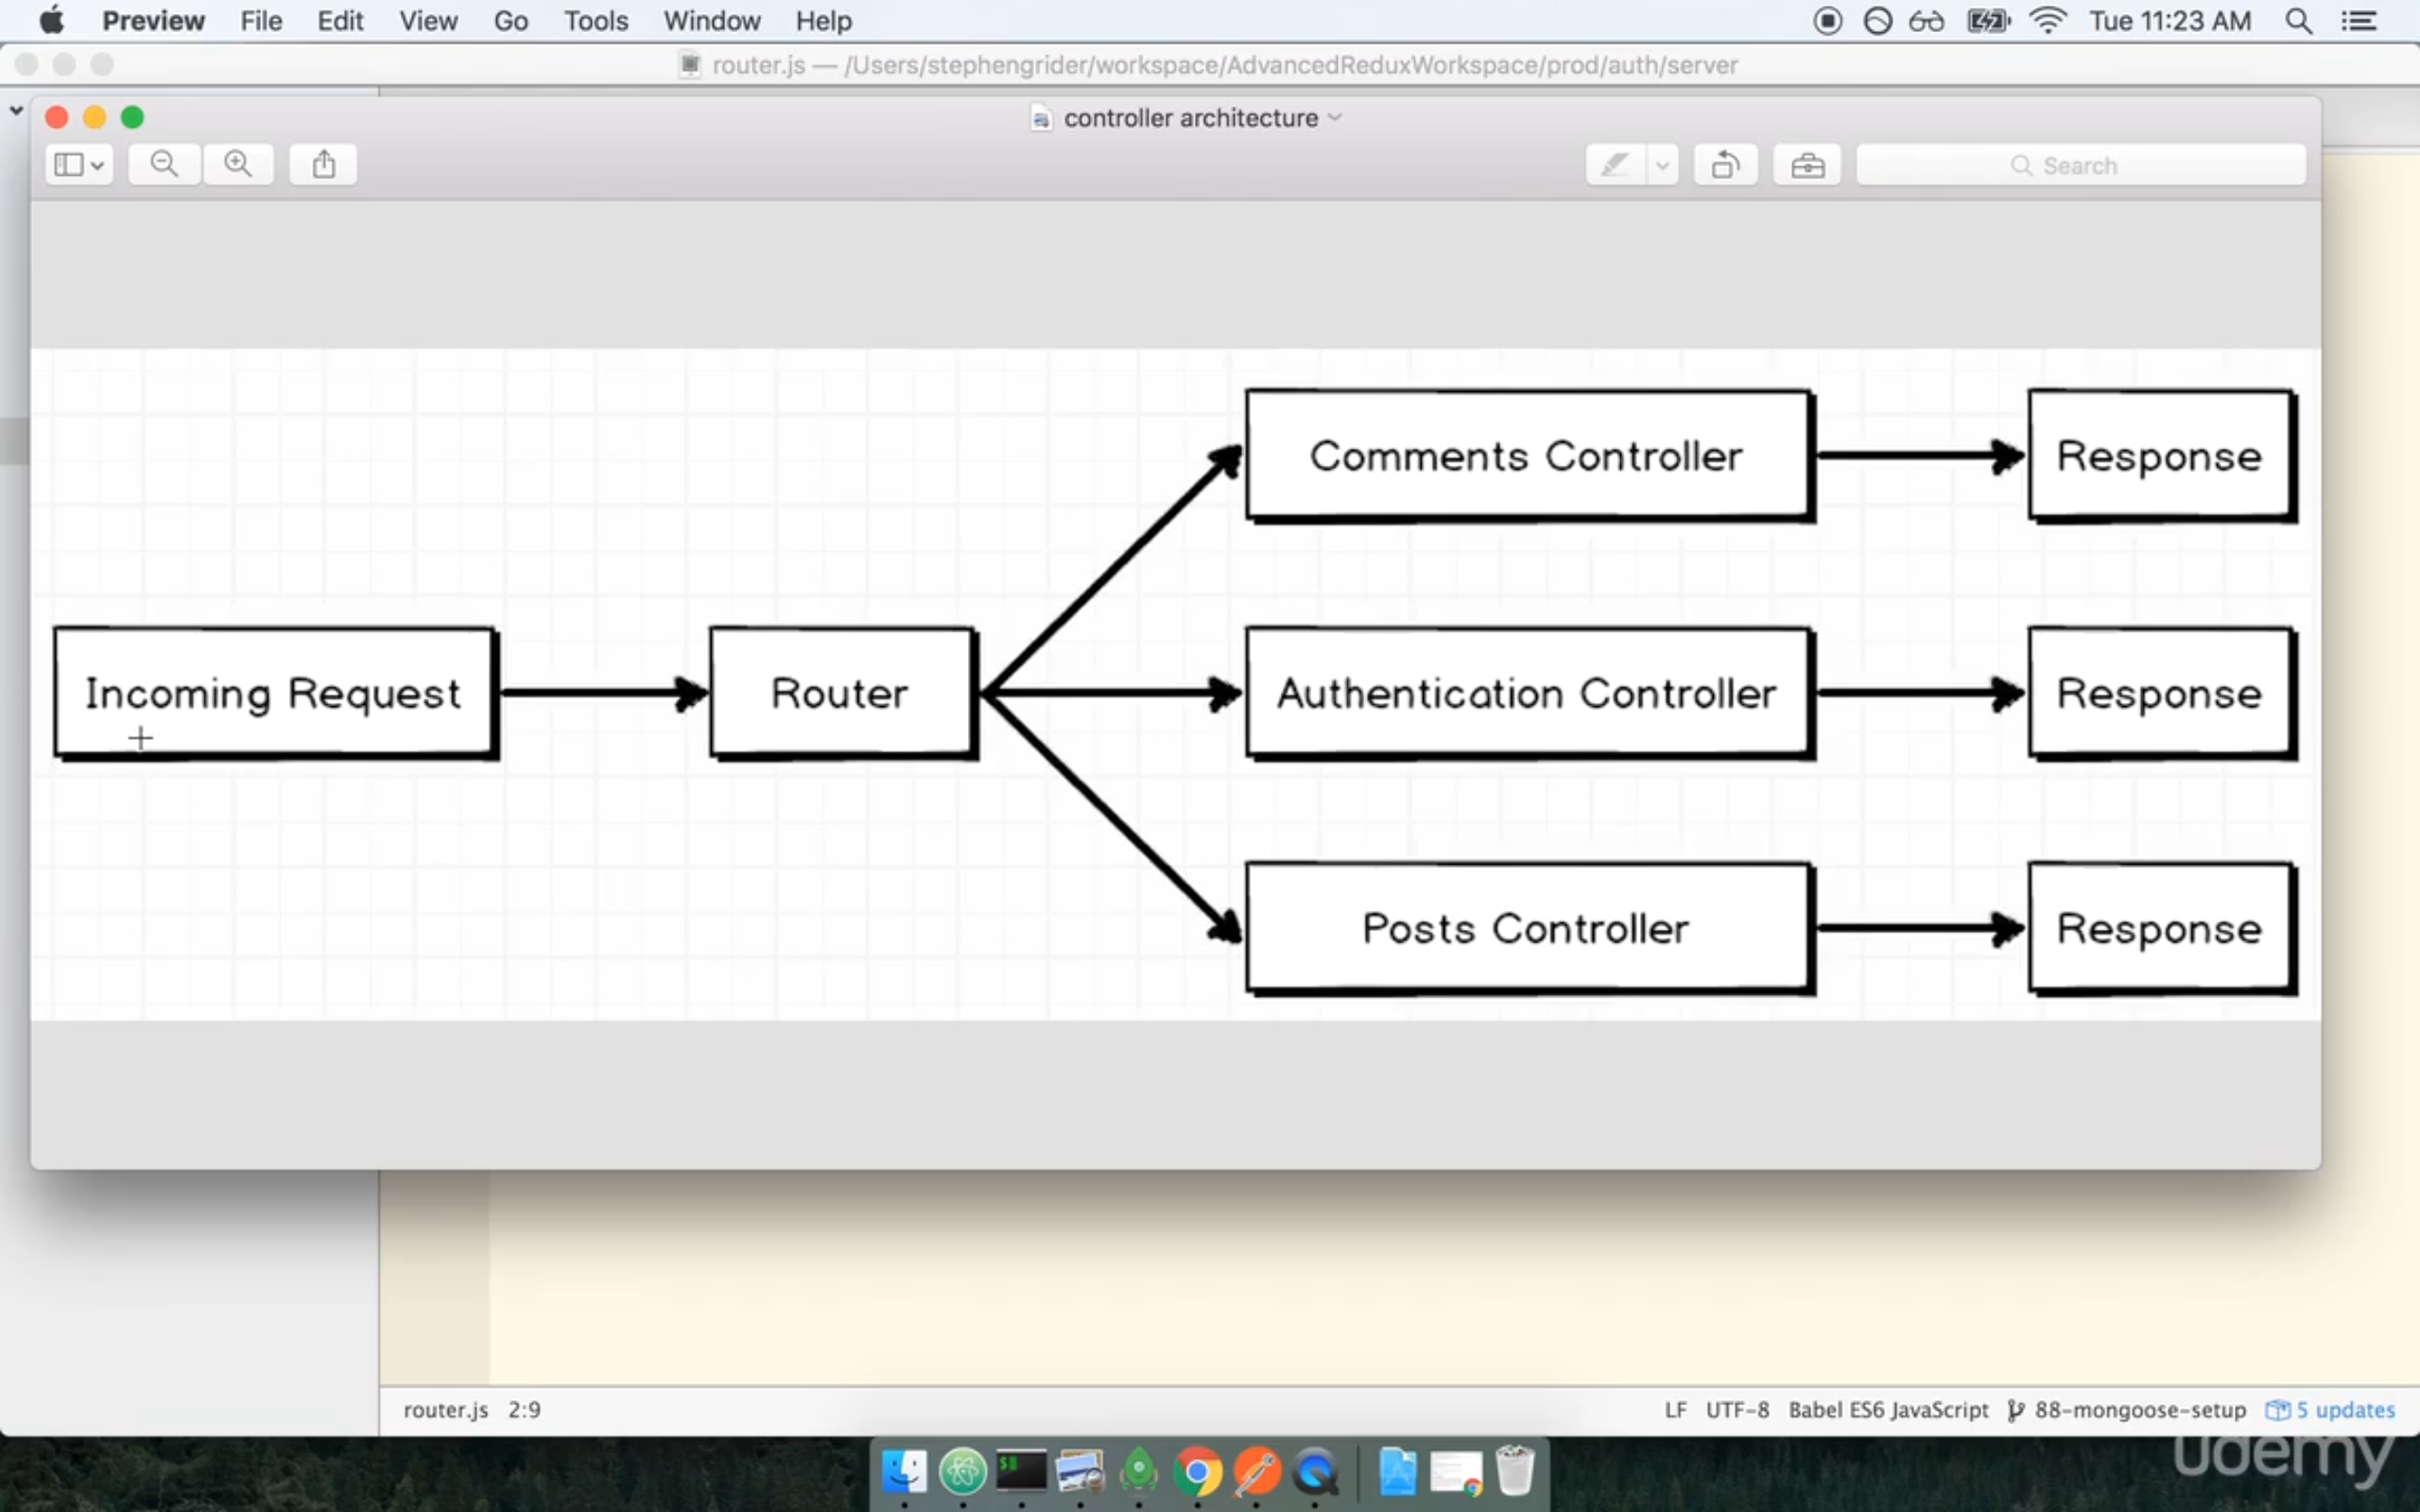 Preview File Edit View Go Tools Window Help Tue 11:23 AM
router.js — /Users/stephengrider/workspace/AdvancedReduxWorkspace/prod/auth/server
controller architecture
Search
Comments Controller Response
Incoming Request Router Authentication Controller Response
Posts Controller Response
router.js 2:9 LF UTF-8 Babel ES6 JavaScript 88-mongoose-setup 5 updates
udemy